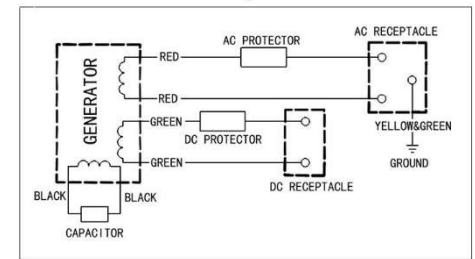 AC PROTECTOR
AC RECEPTACLE
RED
GENERATOR
RED
GREEN
DC PROTECTOR
YELLOW&GREEN
GREEN
GROUND
DC RECEPTACLE
BLACK
BLACK
CAPACITOR